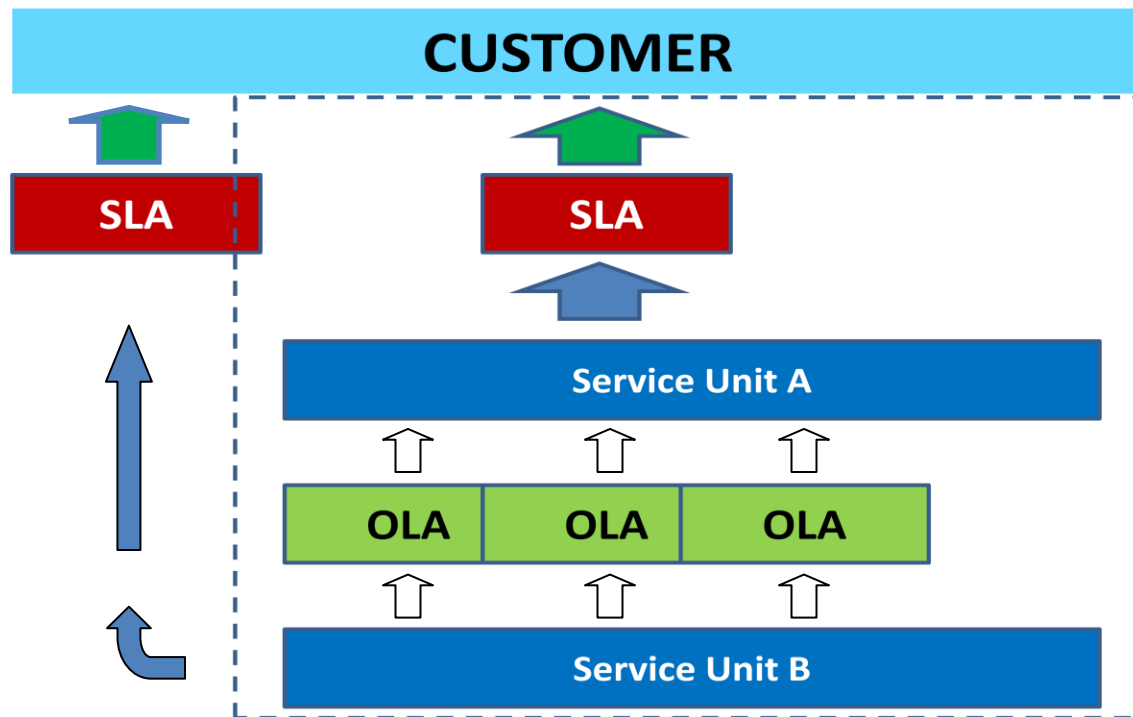 CUSTOMER
SLA
SLA
Service Unit A
OLA
OLA
OLA
Service Unit B